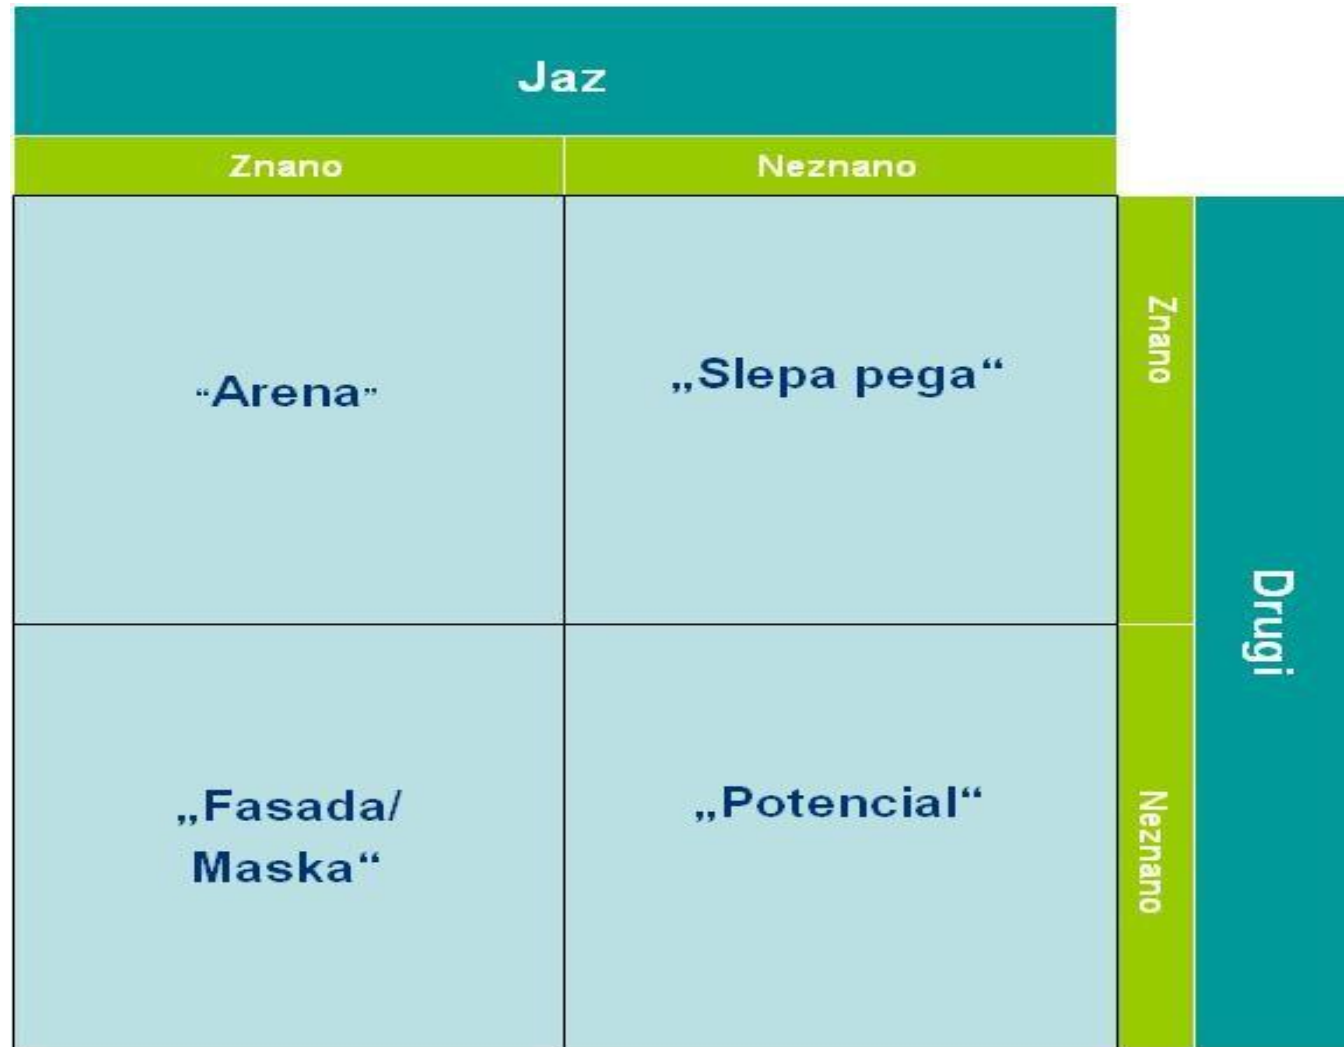 Jaz
Znano
Neznano
“Arena”
„Slepa pega“
Znano
„Fasada/
Maska“
„Potencial“
Neznano
Drugi